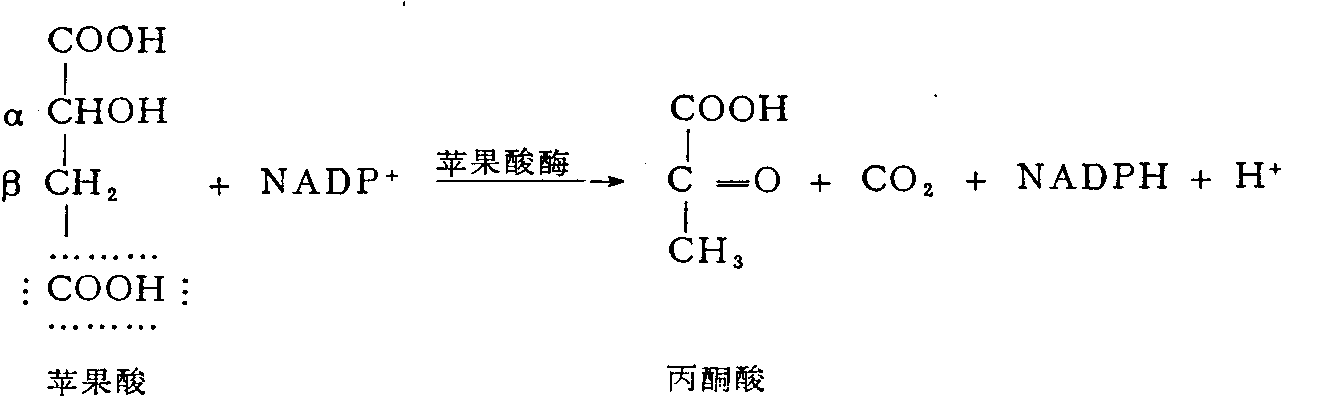 COOH
α CHOH
β CH₂ + NADP⁺ 苹果酸酶 C=O + CO₂ + NADPH + H⁺
COOH
CH₃
COOH
苹果酸 丙酮酸